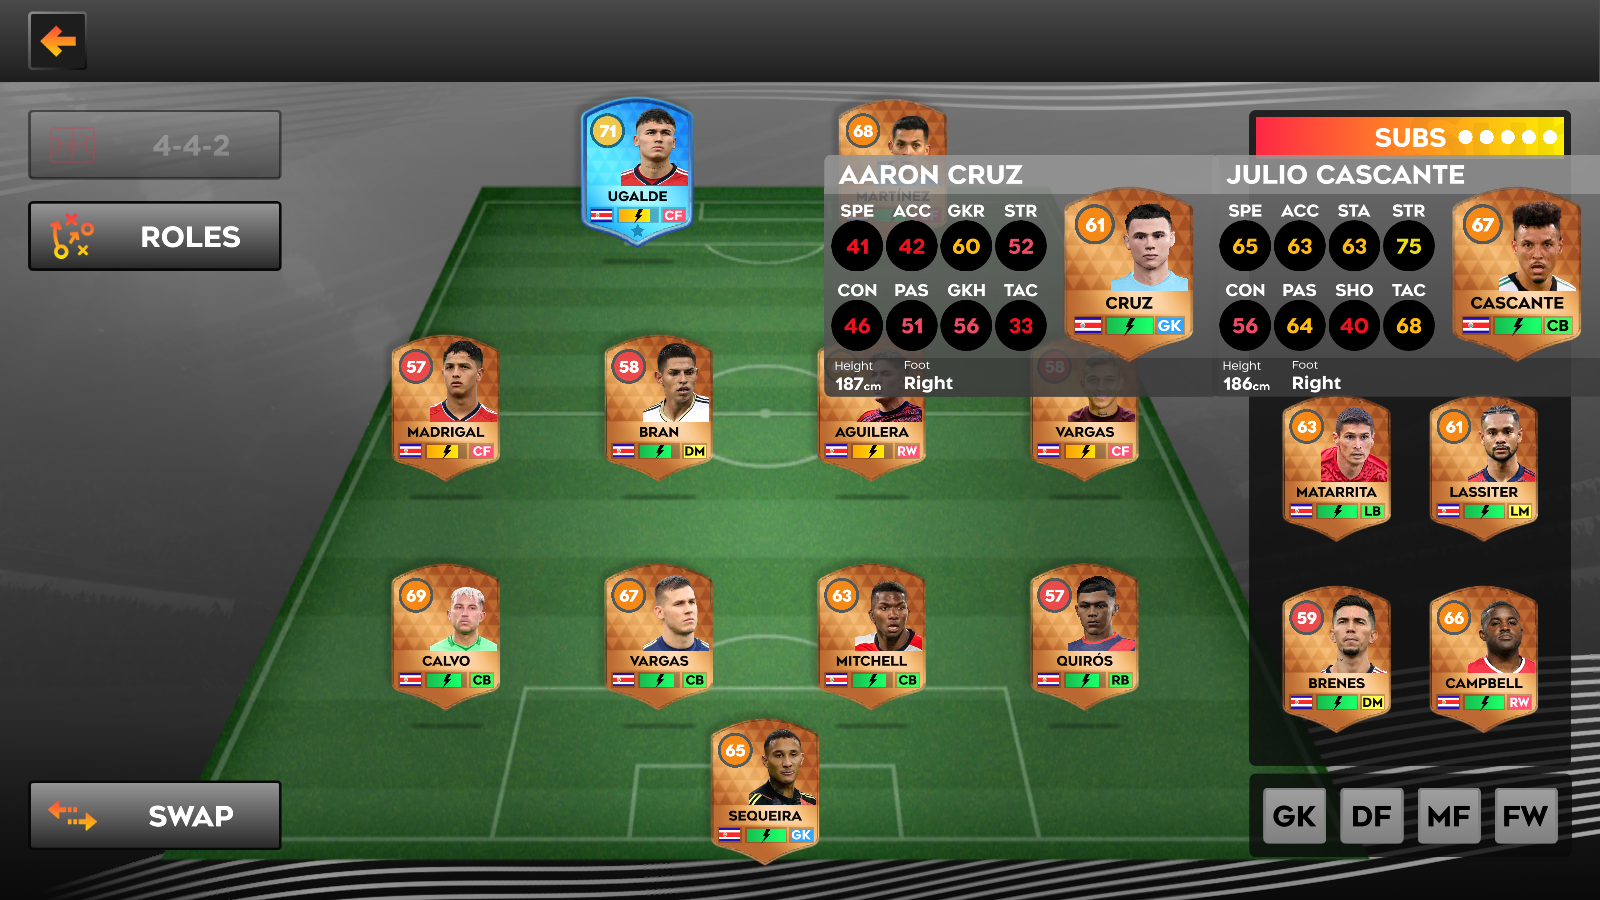 4-4-2
ROLES
SWAP
71
UGALDE
CF
68
MARTÍNEZ
SUBS
AARON CRUZ
SPE ACC GKR STR
41 42 60 52
CON PAS GKH TAC
46 51 56 33
Height Foot
187cm Right
61
CRUZ
GK
JULIO CASCANTE
SPE ACC STA STR
65 63 63 75
CON PAS SHO TAC
56 64 40 68
Height Foot
186cm Right
67
CASCANTE
CB
57
MADRIGAL
CF
58
BRAN
DM
AGUILERA
RW
58
VARGAS
CF
63
MATARRITA
LB
61
LASSITER
LM
69
CALVO
CB
67
VARGAS
CB
63
MITCHELL
CB
57
QUIRÓS
RB
59
BRENES
DM
66
CAMPBELL
RW
65
SEQUEIRA
GK
GK DF MF FW